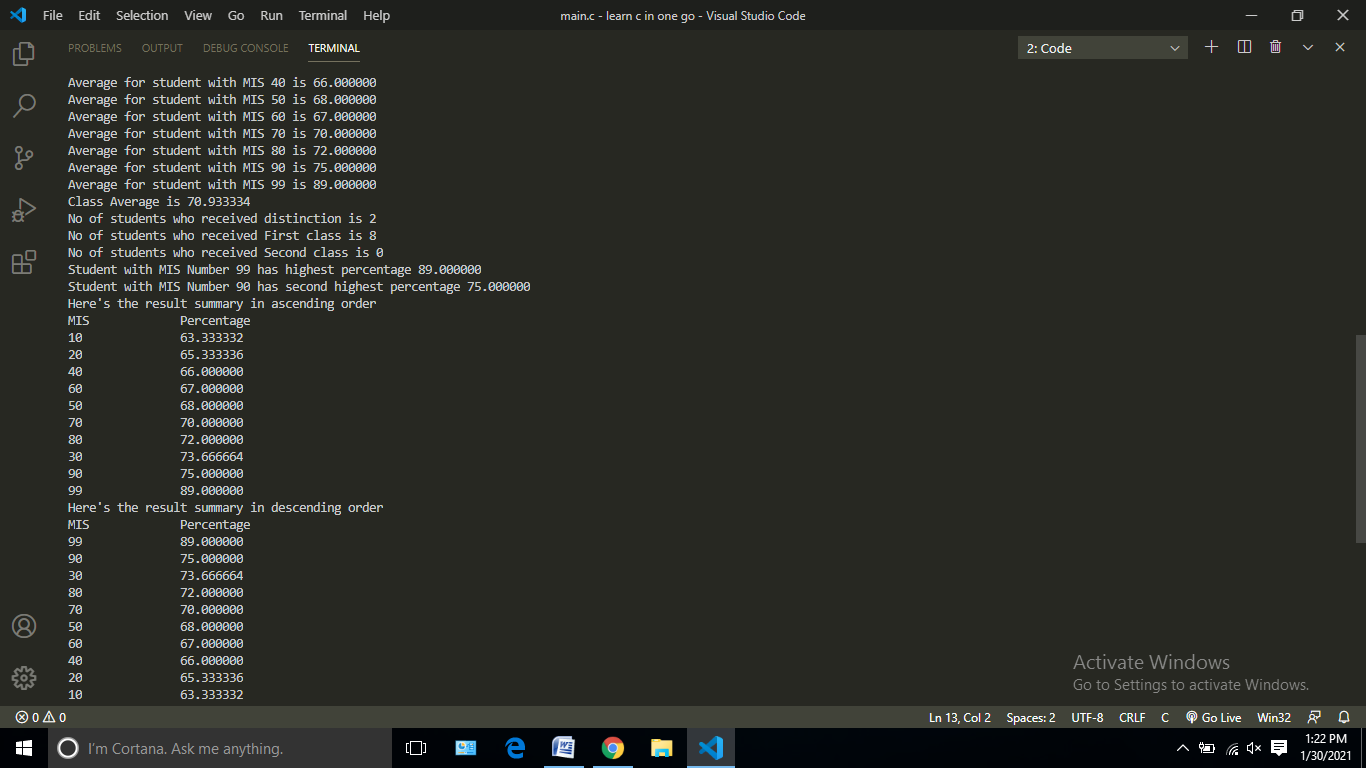 File Edit Selection View Go Run Terminal Help
main.c - learn c in one go - Visual Studio Code
PROBLEMS OUTPUT DEBUG CONSOLE TERMINAL
2: Code
Average for student with MIS 40 is 66.000000
Average for student with MIS 50 is 68.000000
Average for student with MIS 60 is 67.000000
Average for student with MIS 70 is 70.000000
Average for student with MIS 80 is 72.000000
Average for student with MIS 90 is 75.000000
Average for student with MIS 99 is 89.000000
Class Average is 70.933334
No of students who received distinction is 2
No of students who received First class is 8
No of students who received Second class is 0
Student with MIS Number 99 has highest percentage 89.000000
Student with MIS Number 90 has second highest percentage 75.000000
Here's the result summary in ascending order
MIS Percentage
10 63.333332
20 65.333336
40 66.000000
60 67.000000
50 68.000000
70 70.000000
80 72.000000
30 73.666664
90 75.000000
99 89.000000
Here's the result summary in descending order
MIS Percentage
99 89.000000
90 75.000000
30 73.666664
80 72.000000
70 70.000000
50 68.000000
60 67.000000
40 66.000000
20 65.333336
10 63.333332
Activate Windows
Go to Settings to activate Windows.
0 0
Ln 13, Col 2 Spaces: 2 UTF-8 CRLF C Go Live Win32
I'm Cortana. Ask me anything.
1:22 PM
1/30/2021